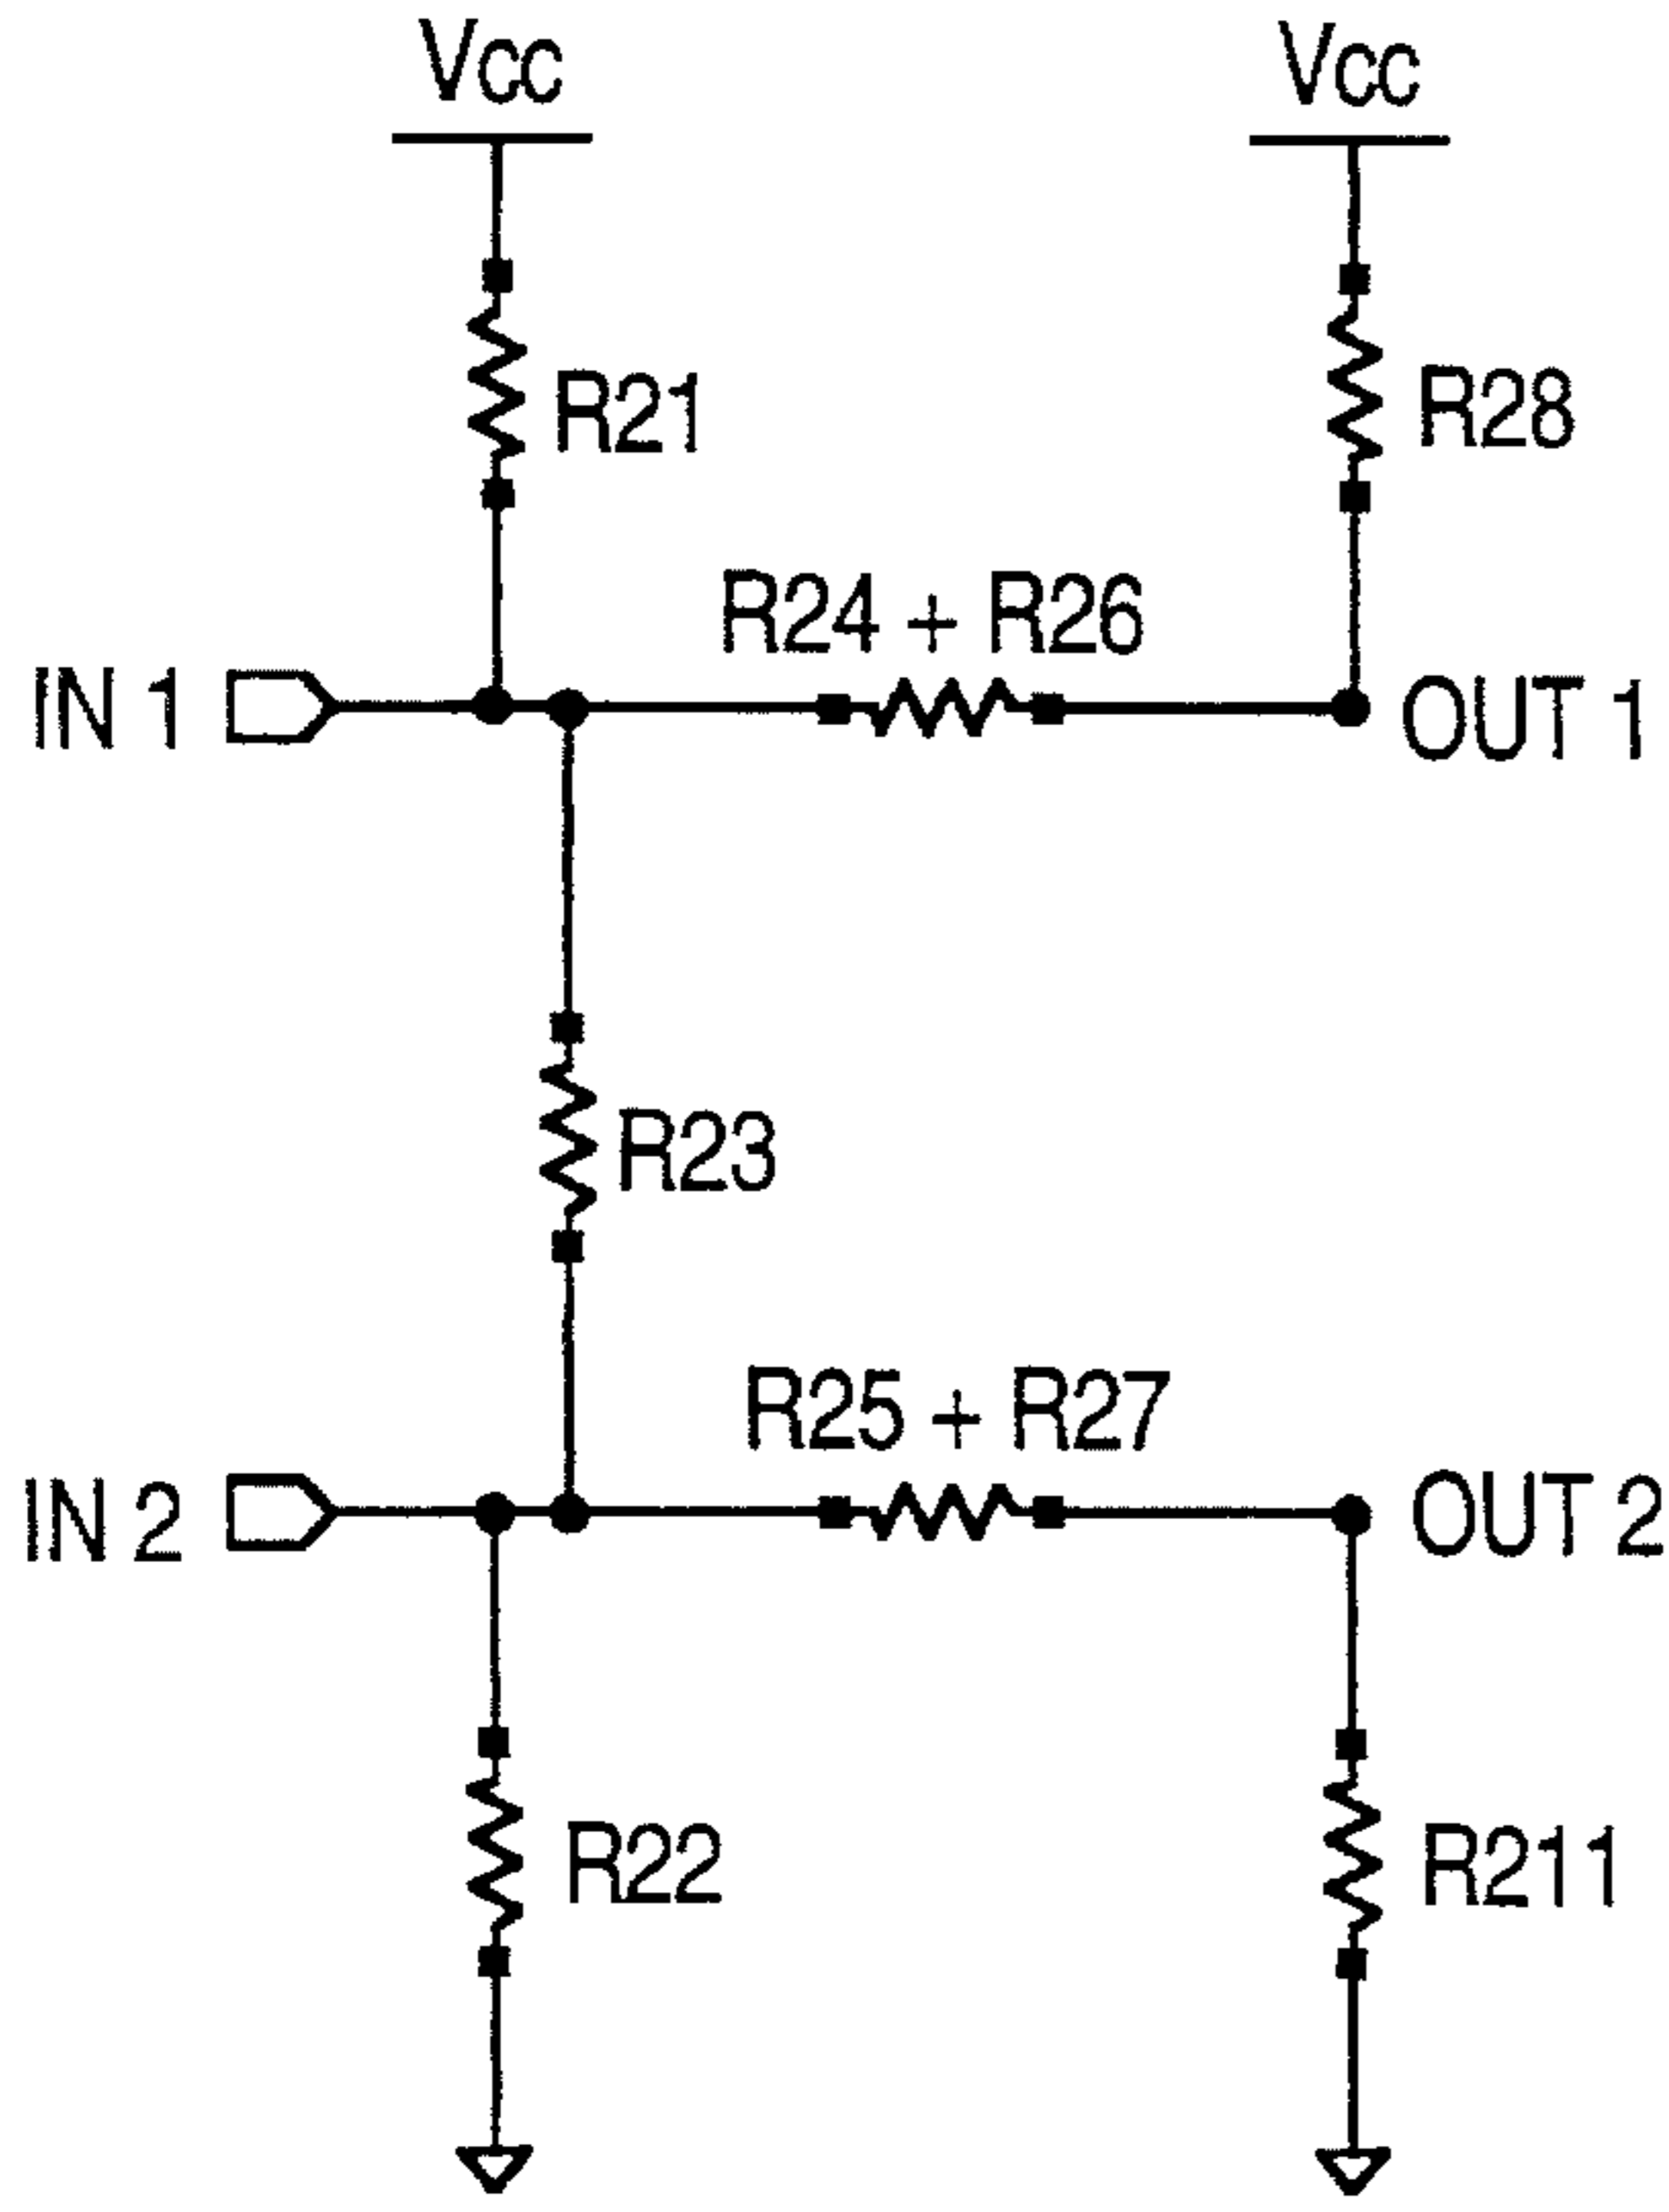 Vcc
Vcc
R21
R28
R24 + R26
IN 1
OUT 1
R23
R25 + R27
IN 2
OUT 2
R22
R211